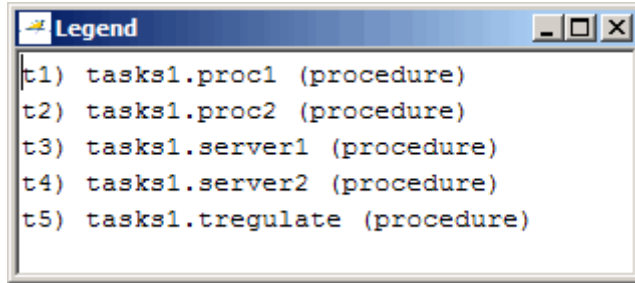 Legend
t1) tasks1.proc1 (procedure)
t2) tasks1.proc2 (procedure)
t3) tasks1.server1 (procedure)
t4) tasks1.server2 (procedure)
t5) tasks1.tregulate (procedure)